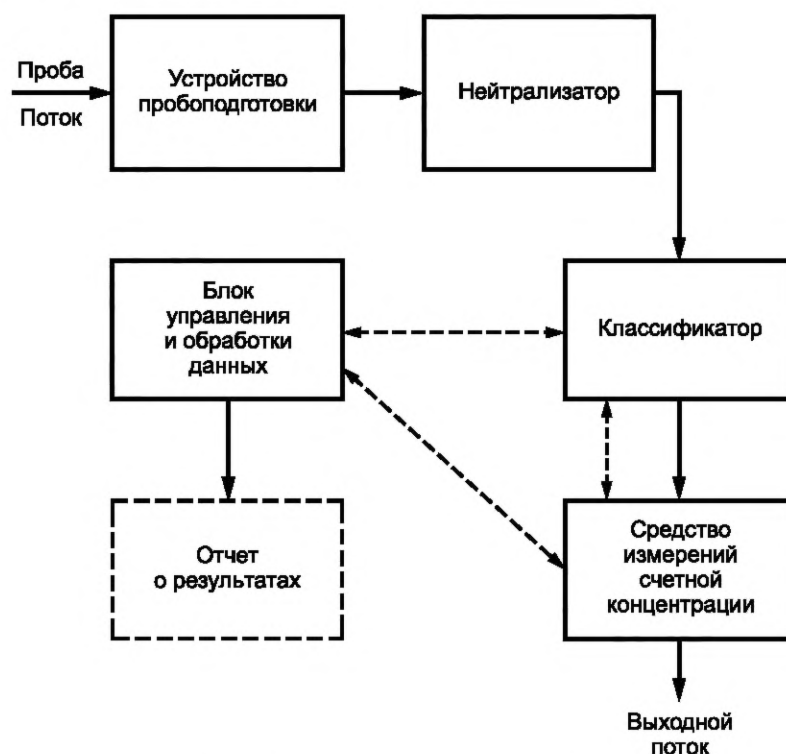 Проба
Поток
Устройство
пробоподготовки
Нейтрализатор
Блок
управления
и обработки
данных
Классификатор
Отчет
о результатах
Средство
измерений
счетной
концентрации
Выходной
поток